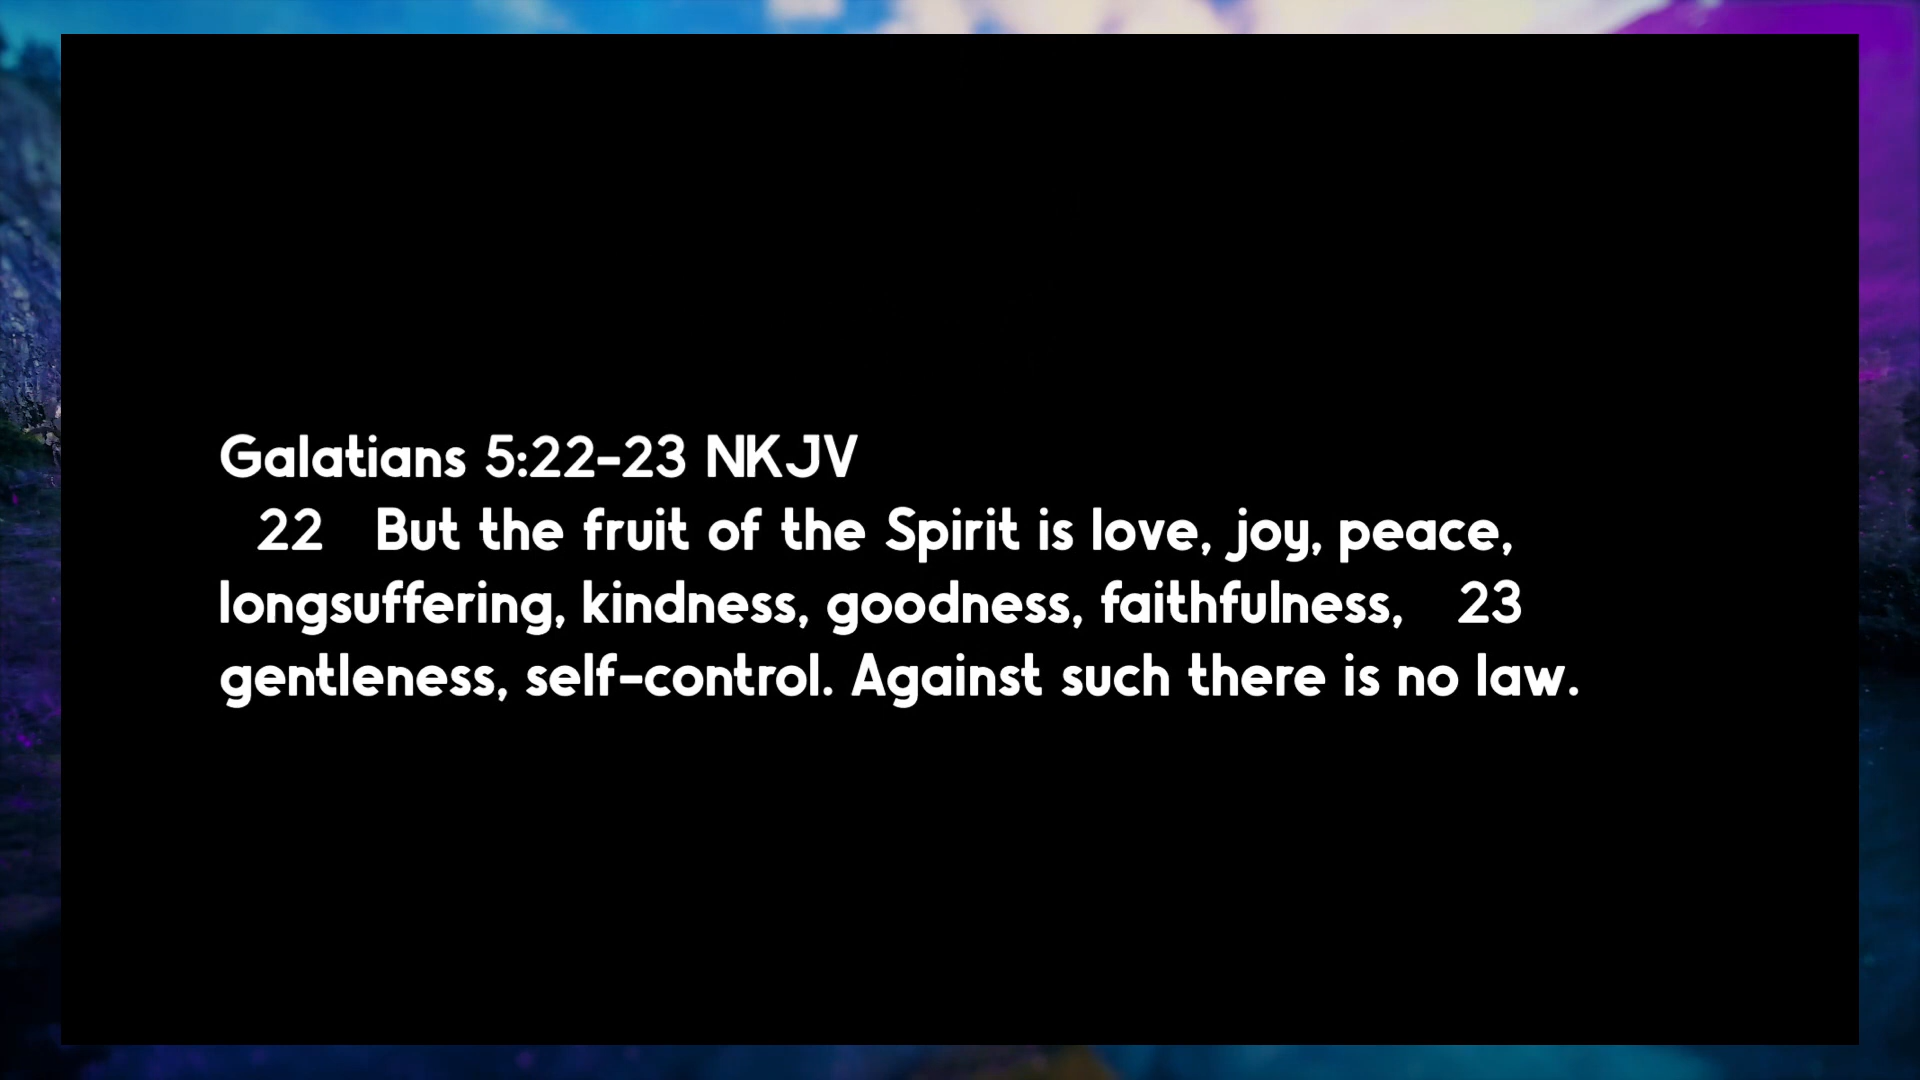 Galatians 5:22-23 NKJV
22 But the fruit of the Spirit is love, joy, peace,
longsuffering, kindness, goodness, faithfulness, 23
gentleness, self-control. Against such there is no law.